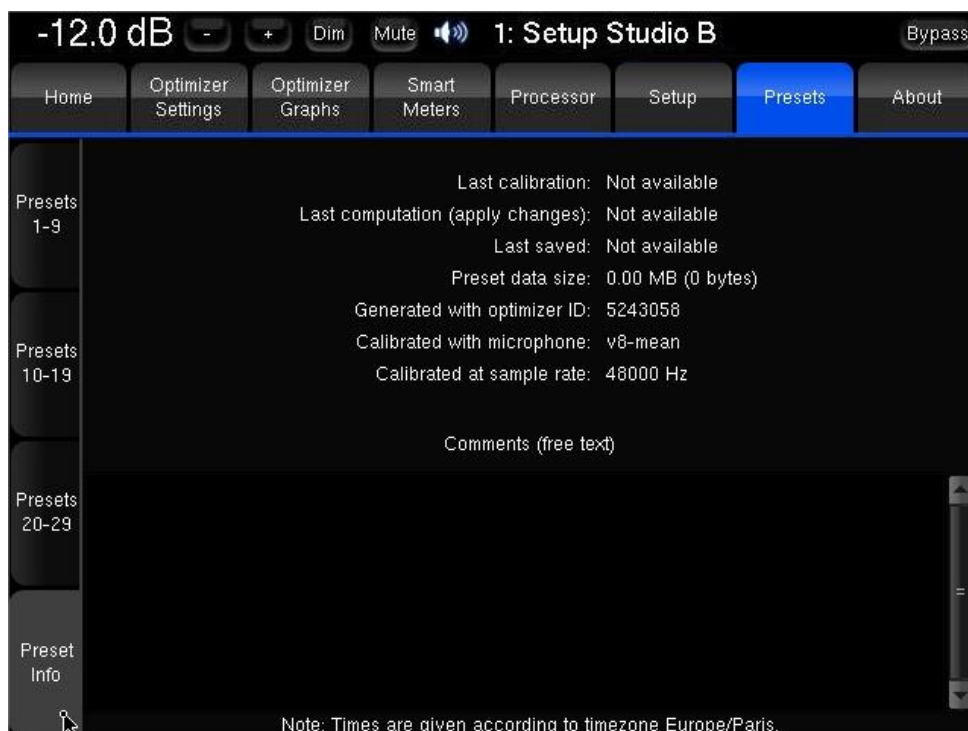 -12.0 dB - + Dim Mute 1: Setup Studio B Bypass
Home Optimizer Settings Optimizer Graphs Smart Meters Processor Setup Presets About
Presets 1-9
Last calibration: Not available
Last computation (apply changes): Not available
Last saved: Not available
Preset data size: 0.00 MB (0 bytes)
Generated with optimizer ID: 5243058
Presets 10-19
Calibrated with microphone: v8-mean
Calibrated at sample rate: 48000 Hz
Comments (free text)
Presets 20-29
Preset Info
Note: Times are given according to timezone Europe/Paris.